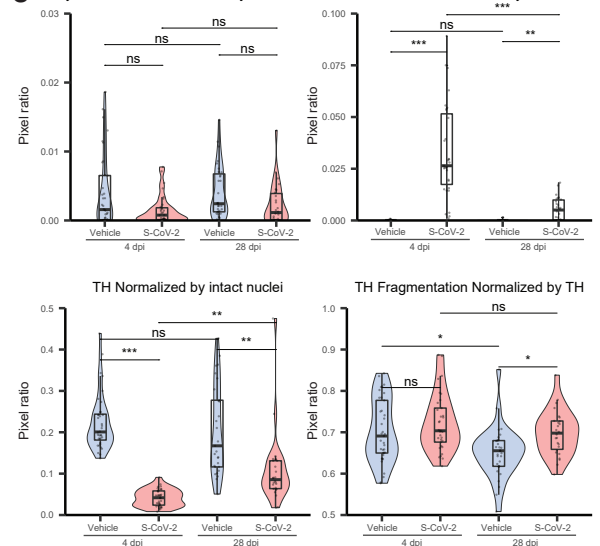 0.03
0.02
0.01
0.00
Pixel ratio
ns
ns
ns
ns
Vehicle S-CoV-2 Vehicle S-CoV-2
4 dpi 28 dpi
0.100
0.075
0.050
0.025
0.000
Pixel ratio
***
ns
*** **
Vehicle S-CoV-2 Vehicle S-CoV-2
4 dpi 28 dpi
TH Normalized by intact nuclei
0.5
0.4
0.3
0.2
0.1
0.0
Pixel ratio
**
ns
*** **
Vehicle S-CoV-2 Vehicle S-CoV-2
4 dpi 28 dpi
TH Fragmentation Normalized by TH
1.0
0.9
0.8
0.7
0.6
0.5
Pixel ratio
ns
*
*
ns
Vehicle S-CoV-2 Vehicle S-CoV-2
4 dpi 28 dpi